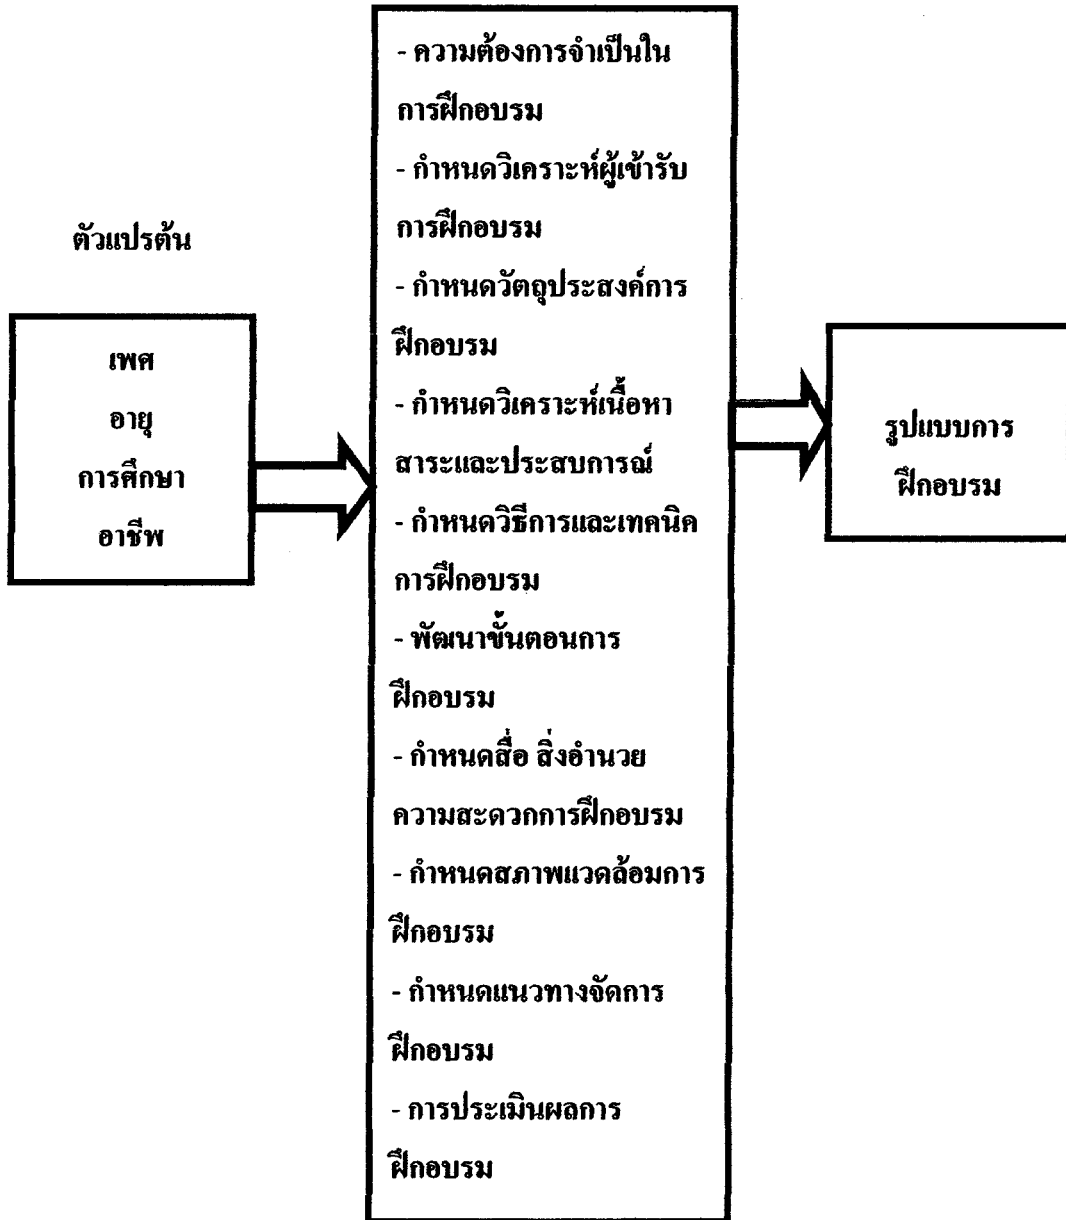 ตัวแปรต้น
เพศ
อายุ
การศึกษา
อาชีพ
- ความต้องการจำเป็นใน
การฝึกอบรม
- กำหนดวิเคราะห์ผู้เข้ารับ
การฝึกอบรม
- กำหนดวัตถุประสงค์การ
ฝึกอบรม
- กำหนดวิเคราะห์เนื้อหา
สาระและประสบการณ์
- กำหนดวิธีการและเทคนิค
การฝึกอบรม
- พัฒนาขั้นตอนการ
ฝึกอบรม
- กำหนดสื่อ สิ่งอำนวย
ความสะดวกการฝึกอบรม
- กำหนดสภาพแวดล้อมการ
ฝึกอบรม
- กำหนดแนวทางจัดการ
ฝึกอบรม
- การประเมินผลการ
ฝึกอบรม
รูปแบบการ
ฝึกอบรม